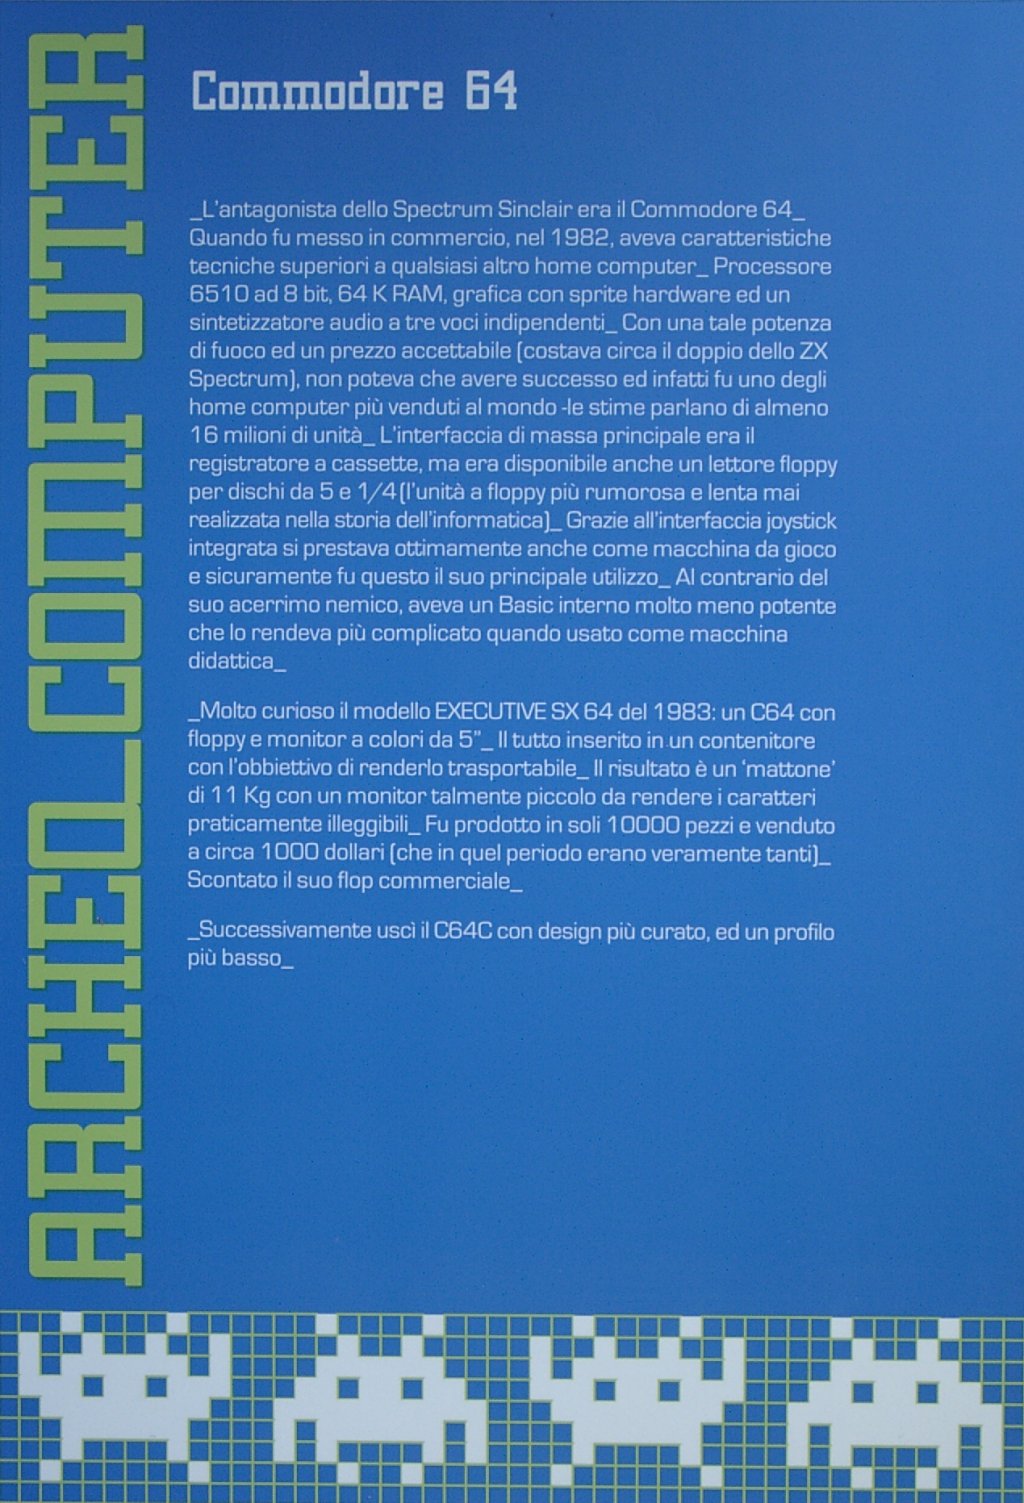 ARCHEO_COMPUTER
Commodore 64
_L'antagonista dello Spectrum Sinclair era il Commodore 64_
Quando fu messo in commercio, nel 1982, aveva caratteristiche
tecniche superiori a qualsiasi altro home computer_ Processore
6510 ad 8 bit, 64 K RAM, grafica con sprite hardware ed un
sintetizzatore audio a tre voci indipendenti_ Con una tale potenza
di fuoco ed un prezzo accettabile (costava circa il doppio dello ZX
Spectrum), non poteva che avere successo ed infatti fu uno degli
home computer più venduti al mondo -le stime parlano di almeno
16 milioni di unità_ L'interfaccia di massa principale era il
registratore a cassette, ma era disponibile anche un lettore floppy
per dischi da 5 e 1/4 (l'unità a floppy più rumorosa e lenta mai
realizzata nella storia dell'informatica)_ Grazie all'interfaccia joystick
integrata si prestava ottimamente anche come macchina da gioco
e sicuramente fu questo il suo principale utilizzo_ Al contrario del
suo acerrimo nemico, aveva un Basic interno molto meno potente
che lo rendeva più complicato quando usato come macchina
didattica_
_Molto curioso il modello EXECUTIVE SX 64 del 1983: un C64 con
floppy e monitor a colori da 5"_ Il tutto inserito in un contenitore
con l'obbiettivo di renderlo trasportabile_ Il risultato è un 'mattone'
di 11 Kg con un monitor talmente piccolo da rendere i caratteri
praticamente illeggibili_ Fu prodotto in soli 10000 pezzi e venduto
a circa 1000 dollari (che in quel periodo erano veramente tanti)_
Scontato il suo flop commerciale_
_Successivamente uscì il C64C con design più curato, ed un profilo
più basso_